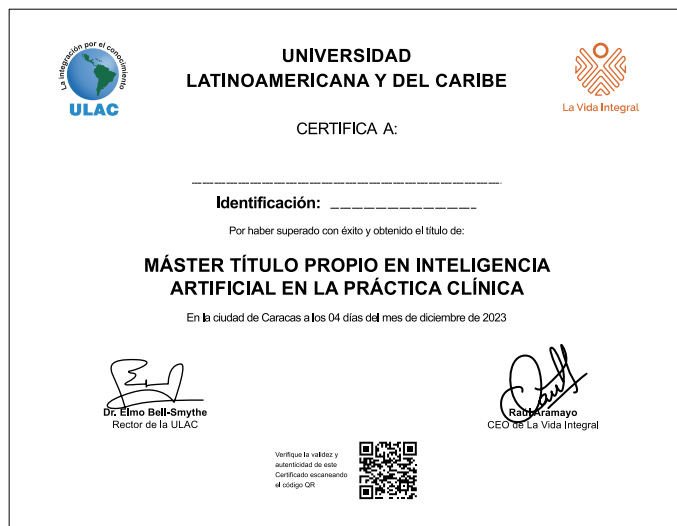 La integración por el conocimiento
ULAC
UNIVERSIDAD
LATINOAMERICANA Y DEL CARIBE
La Vida Integral
CERTIFICA A:
Identificación:
Por haber superado con éxito y obtenido el título de:
MÁSTER TÍTULO PROPIO EN INTELIGENCIA
ARTIFICIAL EN LA PRÁCTICA CLÍNICA
En la ciudad de Caracas a los 04 días del mes de diciembre de 2023
Dr. Elmo Bell-Smythe
Rector de la ULAC
Raúl Aramayo
CEO de La Vida Integral
Verifique la validez y
autenticidad de este
Certificado escaneando
el código QR